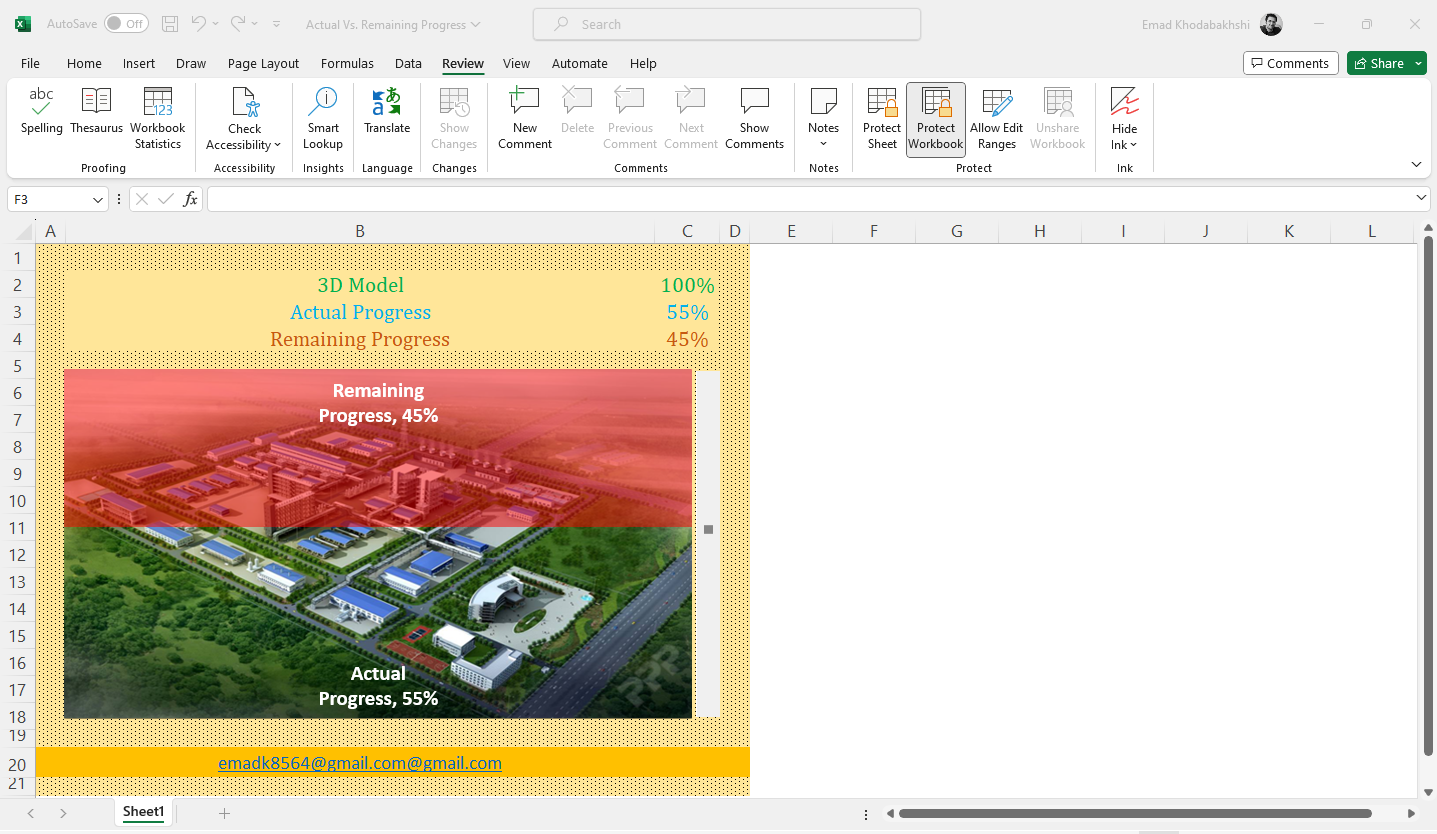 AutoSave Off Actual Vs. Remaining Progress Search Emad Khodabakhshi
File Home Insert Draw Page Layout Formulas Data Review View Automate Help Comments Share
abc 123
Spelling Thesaurus Workbook Statistics Check Accessibility Smart Lookup Translate Show Changes New Comment Delete Previous Comment Next Comment Show Comments Notes Protect Sheet Protect Workbook Allow Edit Ranges Unshare Workbook Hide Ink
Proofing Accessibility Insights Language Changes Comments Notes Protect Ink
F3 fx
A B C D E F G H I J K L
1
2 3D Model 100%
3 Actual Progress 55%
4 Remaining Progress 45%
5
6 Remaining
7 Progress, 45%
8
9
10
11
12
13
14
15
16 Actual
17 Progress, 55%
18
19
20 emadk8564@gmail.com@gmail.com
21
Sheet1